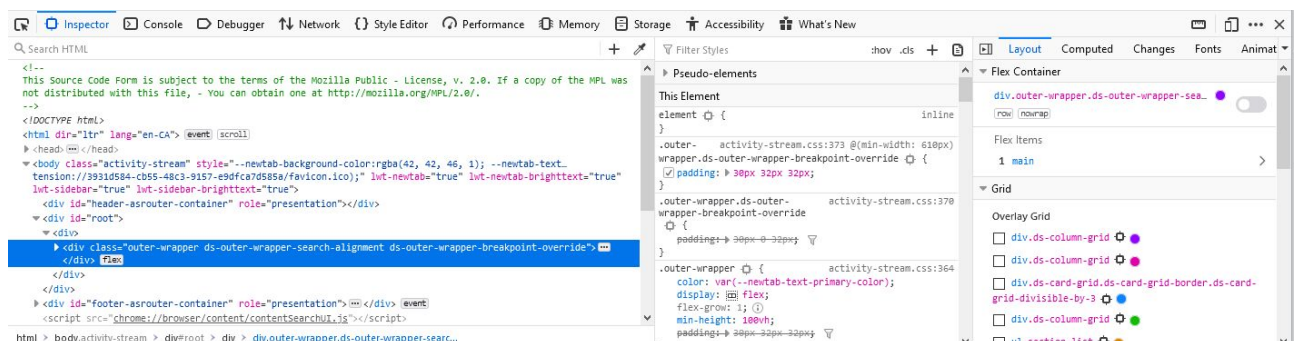 Inspector Console Debugger Network Style Editor Performance Memory Storage Accessibility What's New
Search HTML
<!--
This Source Code Form is subject to the terms of the Mozilla Public - License, v. 2.0. If a copy of the MPL was
not distributed with this file, - You can obtain one at http://mozilla.org/MPL/2.0/.
-->
<!DOCTYPE html>
<html dir="ltr" lang="en-CA"> event scroll
<head> </head>
<body class="activity-stream" style="--newtab-background-color:rgba(42, 42, 46, 1); --newtab-text…
tension://3931d584-cb55-48c3-9157-e9dfca7d585a/favicon.ico);" lwt-newtab="true" lwt-newtab-brighttext="true"
lwt-sidebar="true" lwt-sidebar-brighttext="true">
<div id="header-asrouter-container" role="presentation"></div>
<div id="root">
<div>
<div class="outer-wrapper ds-outer-wrapper-search-alignment ds-outer-wrapper-breakpoint-override">
</div> flex
</div>
</div>
<div id="footer-asrouter-container" role="presentation"> </div> event
<script src="chrome://browser/content/contentSearchUI.js"></script>
html > body.activity-stream > div#root > div > div.outer-wrapper.ds-outer-wrapper-searc…
Filter Styles :hov .cls +
Pseudo-elements
This Element
element { inline
}
.outer- activity-stream.css:373 @(min-width: 610px)
wrapper.ds-outer-wrapper-breakpoint-override {
padding: 30px 32px 32px;
}
.outer-wrapper.ds-outer- activity-stream.css:370
wrapper-breakpoint-override
{
padding: 30px 0 32px;
}
.outer-wrapper { activity-stream.css:364
color: var(--newtab-text-primary-color);
display: flex;
flex-grow: 1;
min-height: 100vh;
padding: 30px 32px 32px;
Layout Computed Changes Fonts Animat
Flex Container
div.outer-wrapper.ds-outer-wrapper-sea…
row nowrap
Flex Items
1 main
Grid
Overlay Grid
div.ds-column-grid
div.ds-column-grid
div.ds-card-grid.ds-card-grid-border.ds-card-
grid-divisible-by-3
div.ds-column-grid
ul.section-list